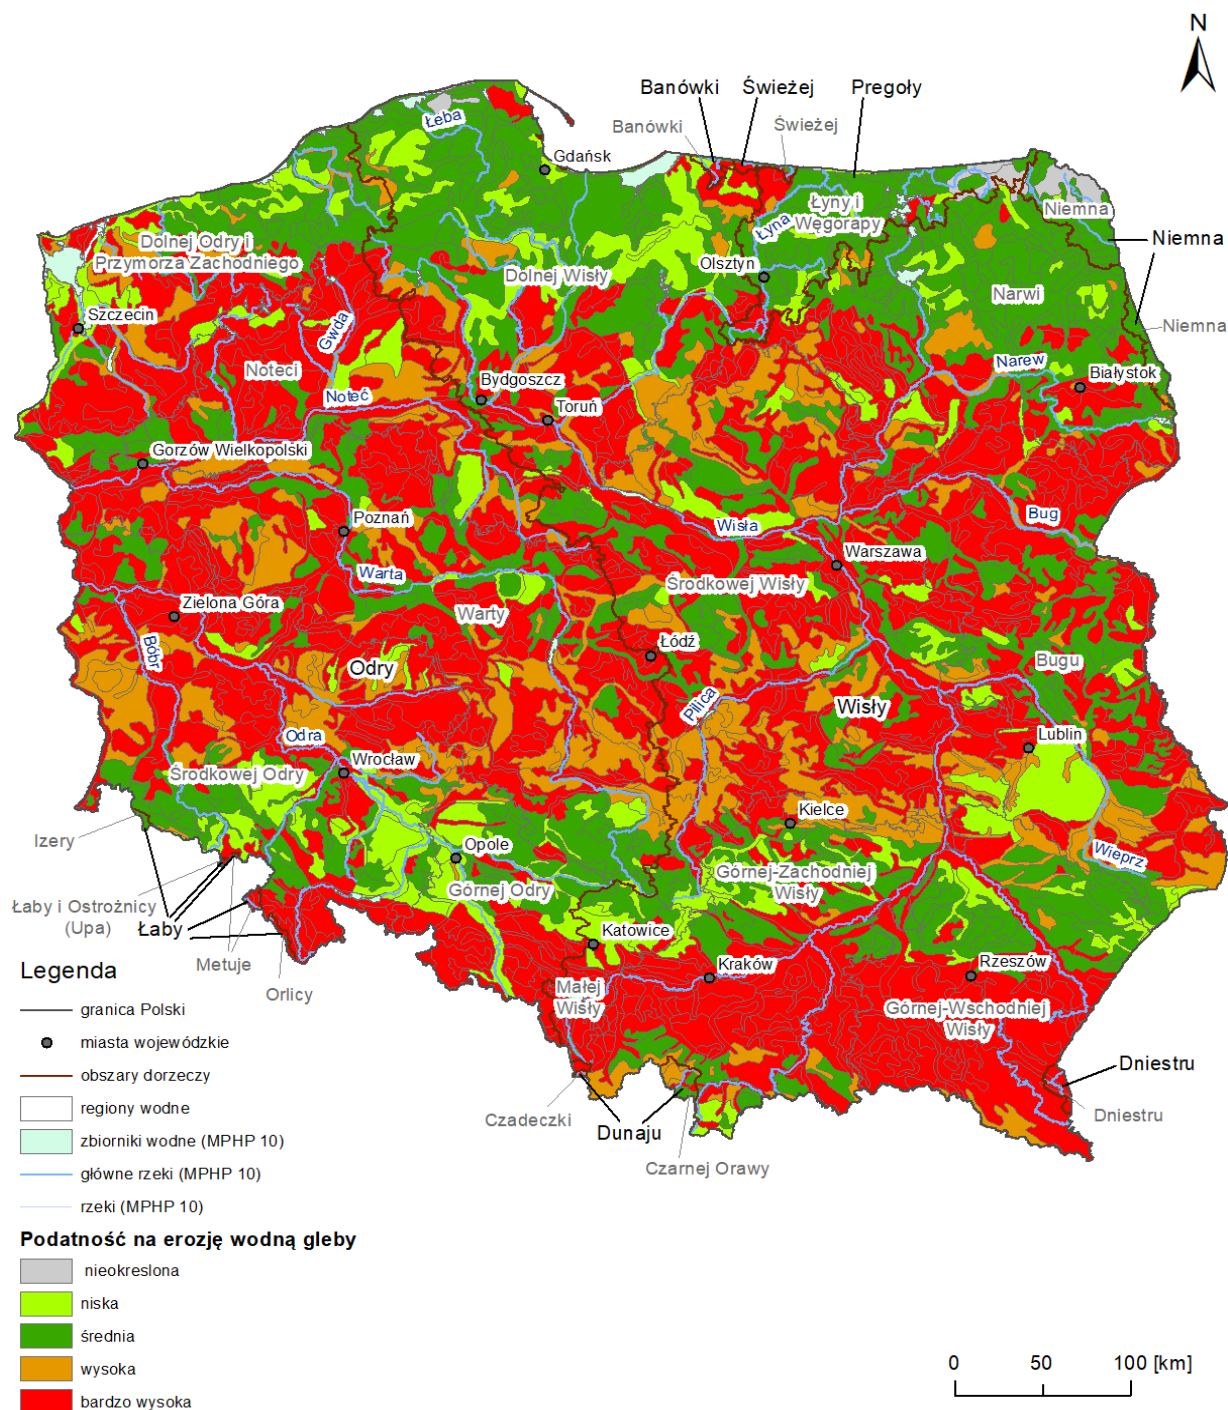 N
Banówki
Świeżej
Pregoły
Banówki
Świeżej
Łeba
Gdańsk
Niemna
Łyny i
Węgorapy
Łyna
Niemna
Dolnej Odry i
Przymorza Zachodniego
Dolnej Wisły
Olsztyn
Narwi
Szczecin
Niemna
Gwda
Noteci
Narew
Białystok
Bydgoszcz
Noteć
Toruń
Gorzów Wielkopolski
Poznań
Wisła
Bug
Warszawa
Warta
Środkowej Wisły
Zielona Góra
Warty
Bóbr
Łódź
Odry
Bugu
Pilica
Wisły
Odra
Lublin
Wrocław
Środkowej Odry
Kielce
Izery
Opole
Wieprz
Górnej Odry
Górnej-Zachodniej
Wisły
Łaby i Ostrożnicy
(Upa)
Łaby
Katowice
Metuje
Kraków
Rzeszów
Orlicy
Małej
Wisły
Górnej-Wschodniej
Wisły
Dniestru
Dniestru
Czadeczki
Dunaju
Czarnej Orawy
Legenda
granica Polski
miasta wojewódzkie
obszary dorzeczy
regiony wodne
zbiorniki wodne (MPHP 10)
główne rzeki (MPHP 10)
rzeki (MPHP 10)
Podatność na erozję wodną gleby
nieokreslona
niska
średnia
wysoka
bardzo wysoka
0 50 100 [km]